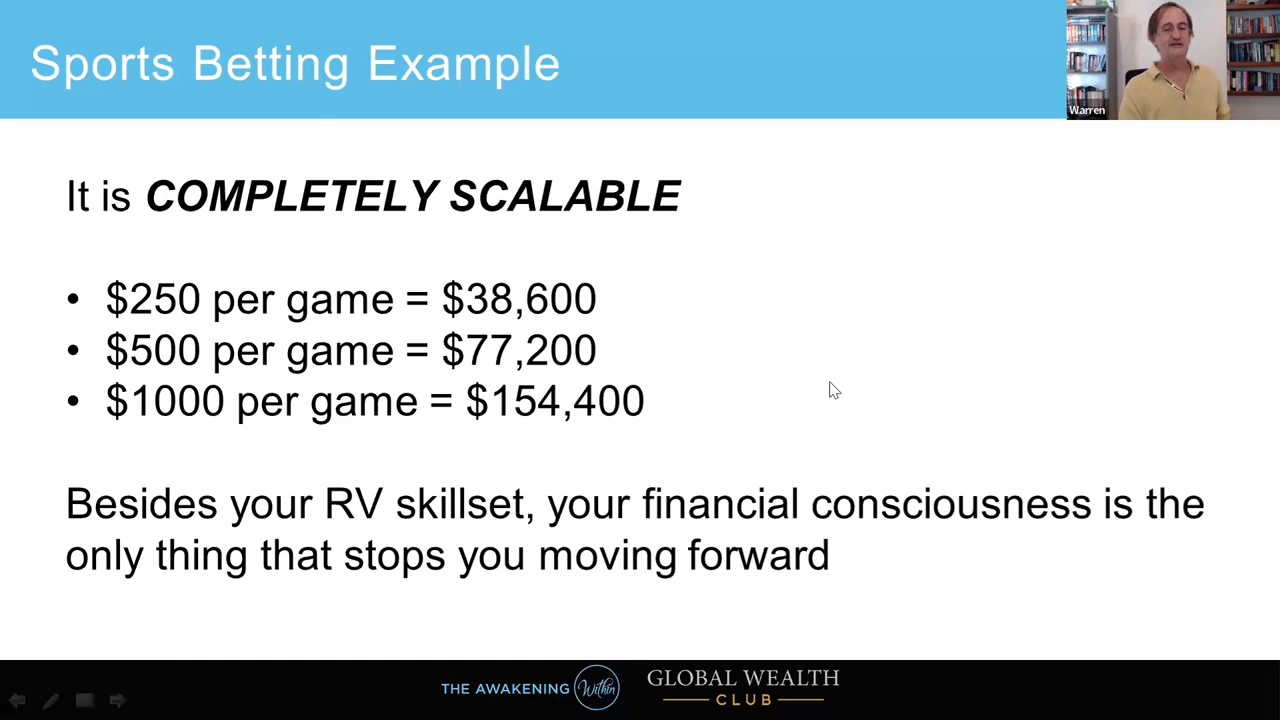 Sports Betting Example
Warren
It is COMPLETELY SCALABLE
• $250 per game = $38,600
• $500 per game = $77,200
• $1000 per game = $154,400
Besides your RV skillset, your financial consciousness is the
only thing that stops you moving forward
THE AWAKENING Within
GLOBAL WEALTH
CLUB